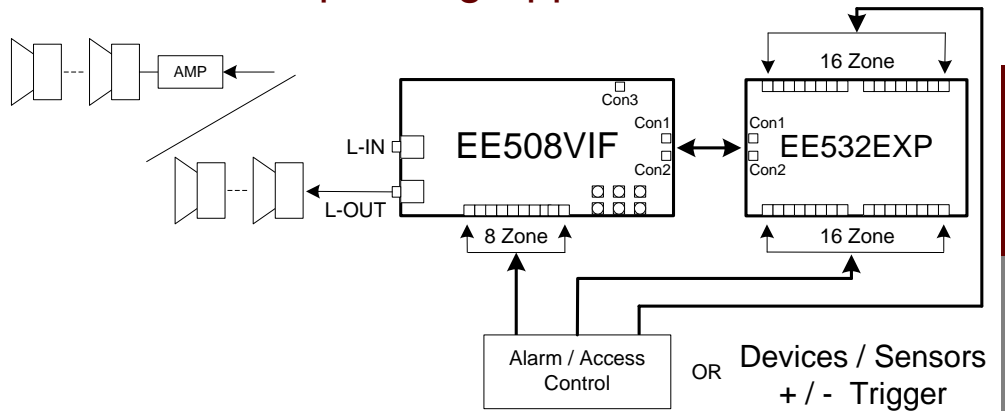 16 Zone
AMP
Con3
Con1
L-IN
EE508VIF
Con2
Con1
EE532EXP
Con2
L-OUT
8 Zone
16 Zone
Alarm / Access
Control
OR
Devices / Sensors
+ / - Trigger